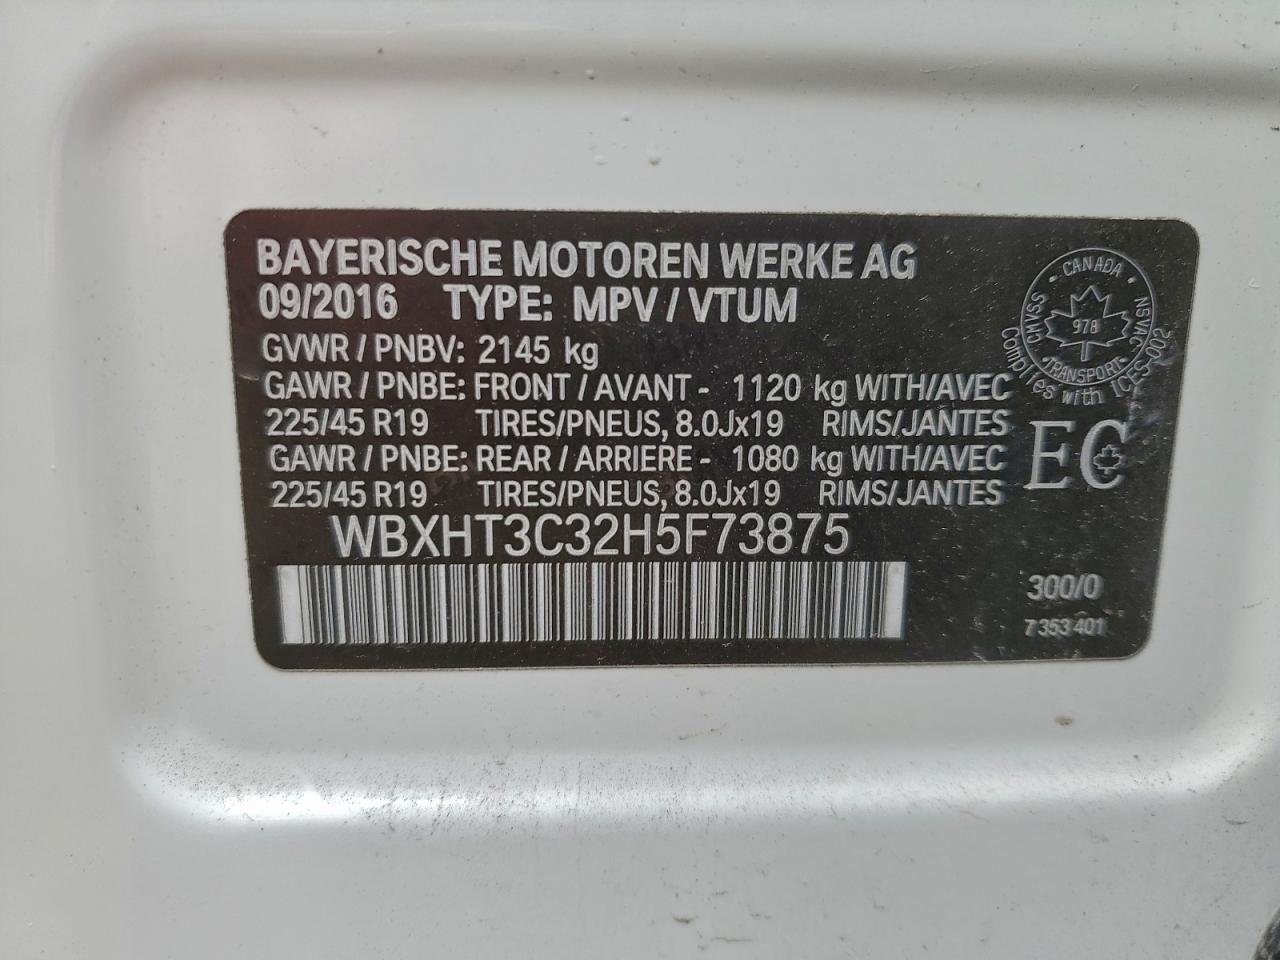 BAYERISCHE MOTOREN WERKE AG
09/2016 TYPE: MPV / VTUM
GVWR / PNBV: 2145 kg
GAWR / PNBE: FRONT / AVANT - 1120 kg WITH/AVEC
225/45 R19 TIRES/PNEUS, 8.0Jx19 RIMS/JANTES
GAWR / PNBE: REAR / ARRIERE - 1080 kg WITH/AVEC
225/45 R19 TIRES/PNEUS, 8.0Jx19 RIMS/JANTES
WBXHT3C32H5F73875
CANADA
CMVSS NSVAC
978
TRANSPORT
Complies with ICES-002
EC
300/0
7 353 401